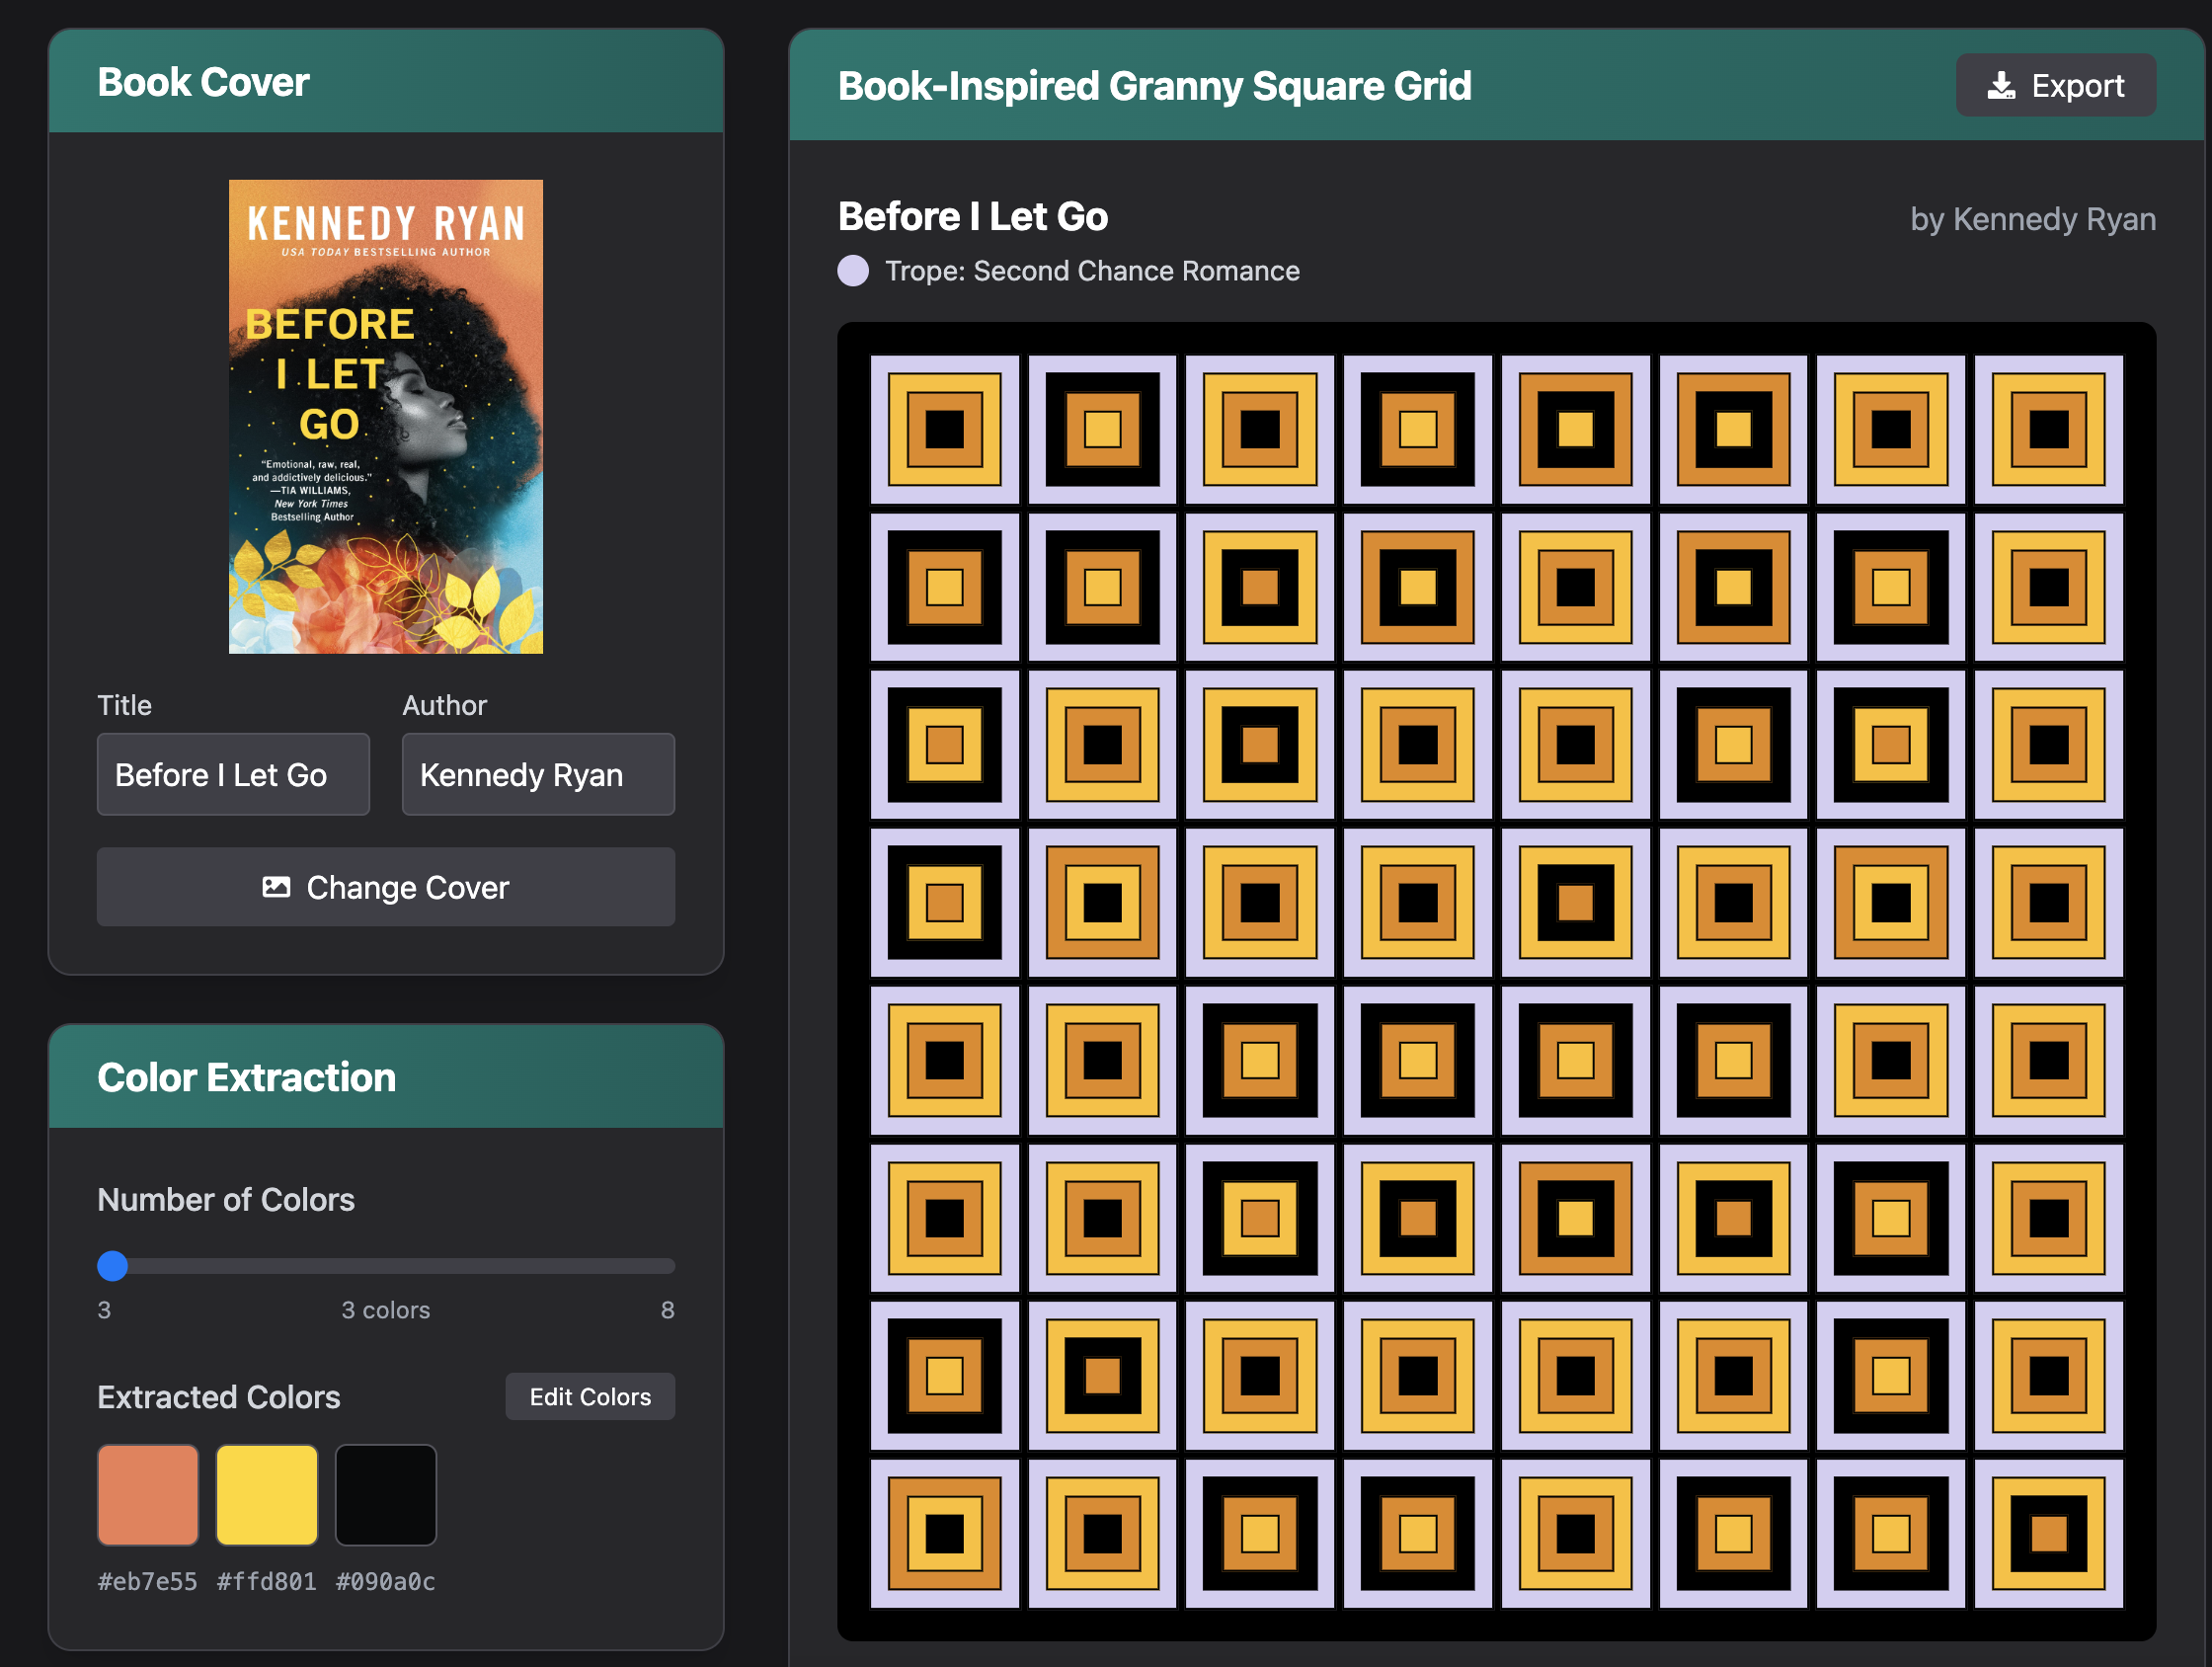 Book Cover
KENNEDY RYAN
USA TODAY BESTSELLING AUTHOR
BEFORE
I LET
GO
“Emotional, raw, real,
and addictively delicious.”
—TIA WILLIAMS,
New York Times
Bestselling Author
Title
Author
Before I Let Go
Kennedy Ryan
Change Cover
Color Extraction
Number of Colors
3
3 colors
8
Extracted Colors
Edit Colors
#eb7e55
#ffd801
#090a0c
Book-Inspired Granny Square Grid
Export
Before I Let Go
by Kennedy Ryan
Trope: Second Chance Romance